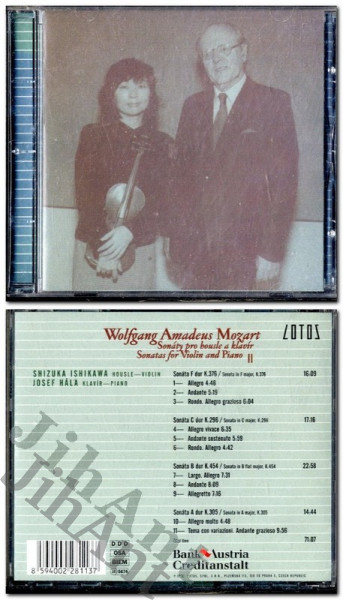 Wolfgang Amadeus Mozart
Sonáty pro housle a klavír
Sonatas for Violin and Piano II
LOTOS
SHIZUKA ISHIKAWA HOUSLE—VIOLIN
JOSEF HÁLA KLAVÍR—PIANO
Sonáta F dur K.376 / Sonata in F major, K.376 16:09
1— Allegro 4.46
2— Andante 5.19
3— Rondo. Allegro grazioso 6.04
Sonáta C dur K.296 / Sonata in C major, K.296 17.16
4— Allegro vivace 6.35
5— Andante sostenuto 5.59
6— Rondo. Allegro 4.42
Sonáta B dur K.454 / Sonata in B flat major, K.454 22:58
7— Largo. Allegro 7.31
8— Andante 8.09
9— Allegretto 7.16
Sonáta A dur K.305 / Sonata in A major, K.305 14.44
10— Allegro molto 4.48
11— Tema con variazioni. Andante grazioso 9.56
71:07
Bank Austria
Creditanstalt
DDD
OSA
BIEM
8 594002 281137
JihAnt
JihAnt